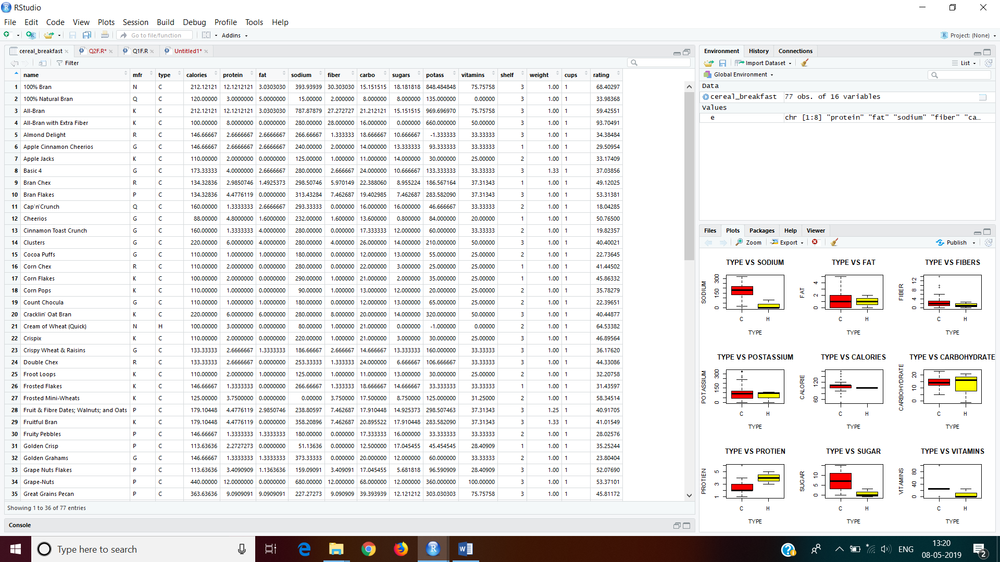 RStudio
File Edit Code View Plots Session Build Debug Profile Tools Help
Go to file/function Addins Project: (None)
cereal_breakfast Q2F.R* Q1F.R Untitled1*
Filter
name mfr type calories protein fat sodium fiber carbo sugars potass vitamins shelf weight cups rating
1 100% Bran N C 212.12121 12.1212121 3.0303030 393.93939 30.303030 15.151515 18.181818 848.484848 75.75758 3 1.00 1 68.40297
2 100% Natural Bran Q C 120.00000 3.0000000 5.0000000 15.00000 2.000000 8.000000 8.000000 135.000000 0.00000 3 1.00 1 33.98368
3 All-Bran K C 212.12121 12.1212121 3.0303030 787.87879 27.272727 21.212121 15.151515 969.696970 75.75758 3 1.00 1 59.42551
4 All-Bran with Extra Fiber K C 100.00000 8.0000000 0.0000000 280.00000 28.000000 16.000000 0.000000 660.000000 50.00000 3 1.00 1 93.70491
5 Almond Delight R C 146.66667 2.6666667 2.6666667 266.66667 1.333333 18.666667 10.666667 -1.333333 33.33333 3 1.00 1 34.38484
6 Apple Cinnamon Cheerios G C 146.66667 2.6666667 2.6666667 240.00000 2.000000 14.000000 13.333333 93.333333 33.33333 1 1.00 1 29.50954
7 Apple Jacks K C 110.00000 2.0000000 0.0000000 125.00000 1.000000 11.000000 14.000000 30.000000 25.00000 2 1.00 1 33.17409
8 Basic 4 G C 173.33333 4.0000000 2.6666667 280.00000 2.666667 24.000000 10.666667 133.333333 33.33333 3 1.33 1 37.03856
9 Bran Chex R C 134.32836 2.9850746 1.4925373 298.50746 5.970149 22.388060 8.955224 186.567164 37.31343 1 1.00 1 49.12025
10 Bran Flakes P C 134.32836 4.4776119 0.0000000 313.43284 7.462687 19.402985 7.462687 283.582090 37.31343 3 1.00 1 53.31381
11 Cap'n'Crunch Q C 160.00000 1.3333333 2.6666667 293.33333 0.000000 16.000000 16.000000 46.666667 33.33333 2 1.00 1 18.04285
12 Cheerios G C 88.00000 4.8000000 1.6000000 232.00000 1.600000 13.600000 0.800000 84.000000 20.00000 1 1.00 1 50.76500
13 Cinnamon Toast Crunch G C 160.00000 1.3333333 4.0000000 280.00000 0.000000 17.333333 12.000000 60.000000 33.33333 2 1.00 1 19.82357
14 Clusters G C 220.00000 6.0000000 4.0000000 280.00000 4.000000 26.000000 14.000000 210.000000 50.00000 3 1.00 1 40.40021
15 Cocoa Puffs G C 110.00000 1.0000000 1.0000000 180.00000 0.000000 12.000000 13.000000 55.000000 25.00000 2 1.00 1 22.73645
16 Corn Chex R C 110.00000 2.0000000 0.0000000 280.00000 0.000000 22.000000 3.000000 25.000000 25.00000 1 1.00 1 41.44502
17 Corn Flakes K C 100.00000 2.0000000 0.0000000 290.00000 1.000000 21.000000 2.000000 35.000000 25.00000 1 1.00 1 45.86332
18 Corn Pops K C 110.00000 1.0000000 0.0000000 90.00000 1.000000 13.000000 12.000000 20.000000 25.00000 2 1.00 1 35.78279
19 Count Chocula G C 110.00000 1.0000000 1.0000000 180.00000 0.000000 12.000000 13.000000 65.000000 25.00000 2 1.00 1 22.39651
20 Cracklin' Oat Bran K C 220.00000 6.0000000 6.0000000 280.00000 8.000000 20.000000 14.000000 320.000000 50.00000 3 1.00 1 40.44877
21 Cream of Wheat (Quick) N H 100.00000 3.0000000 0.0000000 80.00000 1.000000 21.000000 0.000000 -1.000000 0.00000 2 1.00 1 64.53382
22 Crispix K C 110.00000 2.0000000 0.0000000 220.00000 1.000000 21.000000 3.000000 30.000000 25.00000 3 1.00 1 46.89564
23 Crispy Wheat & Raisins G C 133.33333 2.6666667 1.3333333 186.66667 2.666667 14.666667 13.333333 160.000000 33.33333 3 1.00 1 36.17620
24 Double Chex R C 133.33333 2.6666667 0.0000000 253.33333 1.333333 24.000000 6.666667 106.666667 33.33333 3 1.00 1 44.33086
25 Froot Loops K C 110.00000 2.0000000 1.0000000 125.00000 1.000000 11.000000 13.000000 30.000000 25.00000 2 1.00 1 32.20758
26 Frosted Flakes K C 146.66667 1.3333333 0.0000000 266.66667 1.333333 18.666667 14.666667 33.333333 33.33333 1 1.00 1 31.43597
27 Frosted Mini-Wheats K C 125.00000 3.7500000 0.0000000 0.00000 3.750000 17.500000 8.750000 125.000000 31.25000 2 1.00 1 58.34514
28 Fruit & Fibre Dates; Walnuts; and Oats P C 179.10448 4.4776119 2.9850746 238.80597 7.462687 17.910448 14.925373 298.507463 37.31343 3 1.25 1 40.91705
29 Fruitful Bran K C 179.10448 4.4776119 0.0000000 358.20896 7.462687 20.895522 17.910448 283.582090 37.31343 3 1.33 1 41.01549
30 Fruity Pebbles P C 146.66667 1.3333333 1.3333333 180.00000 0.000000 17.333333 16.000000 33.333333 33.33333 2 1.00 1 28.02576
31 Golden Crisp P C 113.63636 2.2727273 0.0000000 51.13636 0.000000 12.500000 17.045455 45.454545 28.40909 1 1.00 1 35.25244
32 Golden Grahams G C 146.66667 1.3333333 1.3333333 373.33333 0.000000 20.000000 12.000000 60.000000 33.33333 2 1.00 1 23.80404
33 Grape Nuts Flakes P C 113.63636 3.4090909 1.1363636 159.09091 3.409091 17.045455 5.681818 96.590909 28.40909 3 1.00 1 52.07690
34 Grape-Nuts P C 440.00000 12.0000000 0.0000000 680.00000 12.000000 68.000000 12.000000 360.000000 100.00000 3 1.00 1 53.37101
35 Great Grains Pecan P C 363.63636 9.0909091 9.0909091 227.27273 9.090909 39.393939 12.121212 303.030303 75.75758 3 1.00 1 45.81172
Showing 1 to 36 of 77 entries
Console
Environment History Connections
Import Dataset List
Global Environment
Data
cereal_breakfast 77 obs. of 16 variables
Values
e chr [1:8] "protein" "fat" "sodium" "fiber" "ca…
Files Plots Packages Help Viewer
Zoom Export Publish
TYPE VS SODIUM TYPE VS FAT TYPE VS FIBERS
SODIUM 0 150 300 FAT 0 2 4 FIBER 0 4 8 12
C H C H C H
TYPE TYPE TYPE
TYPE VS POSTASSIUM TYPE VS CALORIES TYPE VS CARBOHYDRATE
POTASSIUM 0 150 300 CALORIE 60 120 CARBOHYDRATE 0 10 20
C H C H C H
TYPE TYPE TYPE
TYPE VS PROTIEN TYPE VS SUGAR TYPE VS VITAMINS
PROTIEN 1 3 5 SUGAR 0 5 10 VITAMINS 0 40 80
C H C H C H
TYPE TYPE TYPE
Type here to search ENG 13:20
08-05-2019 2